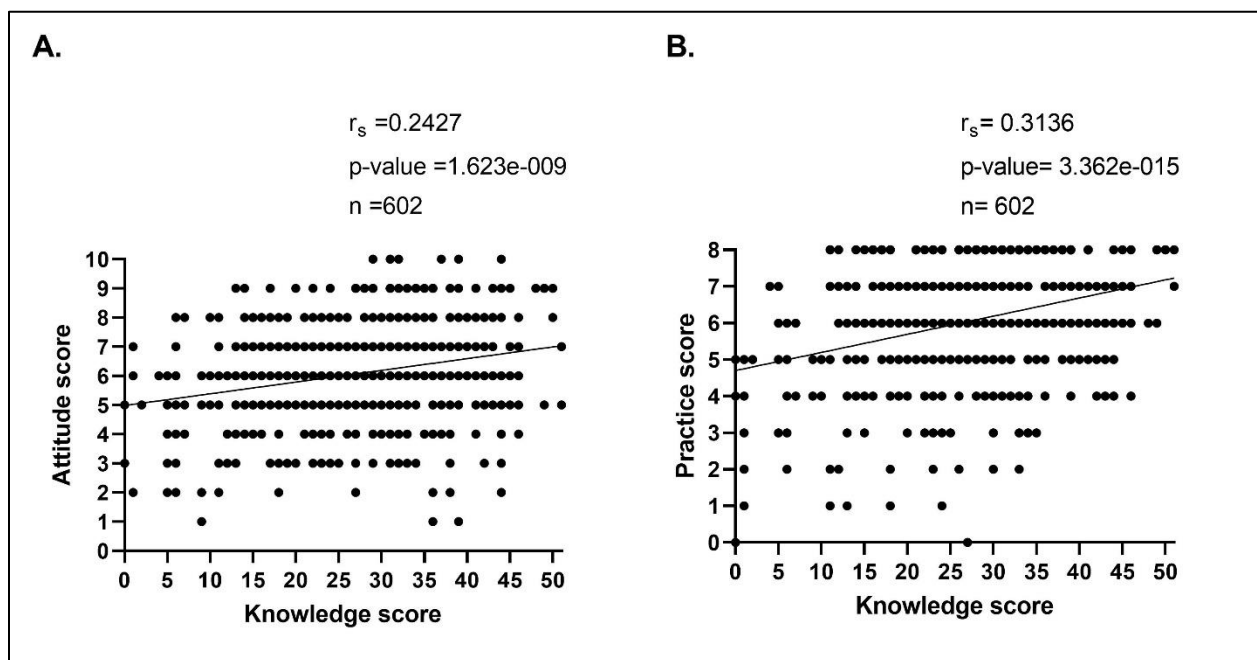 A.
r_s =0.2427
p-value =1.623e-009
n =602
10
9
8
7
6
5
4
3
2
1
0
Attitude score
0 5 10 15 20 25 30 35 40 45 50
Knowledge score
B.
r_s= 0.3136
p-value= 3.362e-015
n= 602
8
7
6
5
4
3
2
1
0
Practice score
0 5 10 15 20 25 30 35 40 45 50
Knowledge score